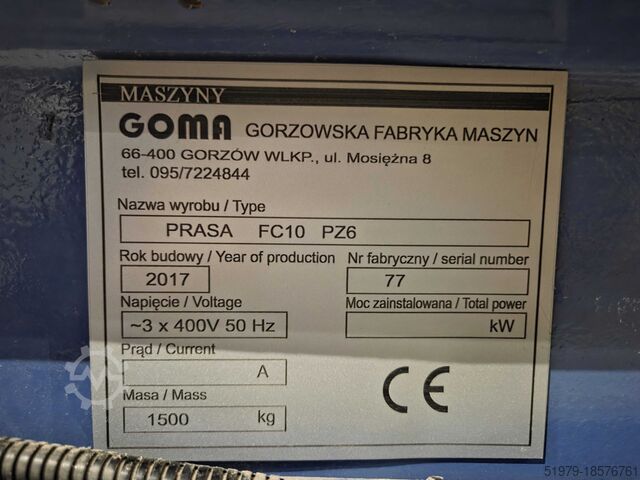 MASZYNY
GOMA GORZOWSKA FABRYKA MASZYN
66-400 GORZÓW WLKP., ul. Mosiężna 8
tel. 095/7224844
Nazwa wyrobu / Type
PRASA FC10 PZ6
Rok budowy / Year of production
2017
Nr fabryczny / serial number
77
Napięcie / Voltage
~3 x 400V 50 Hz
Moc zainstalowana / Total power
kW
Prąd / Current
A
Masa / Mass
1500 kg
CE
51979-18576761